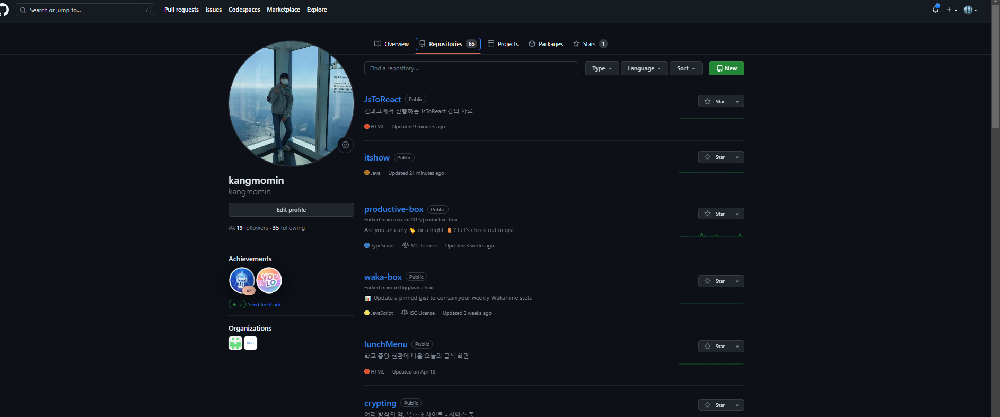 Search or jump to...
/
Pull requests
Issues
Codespaces
Marketplace
Explore
Overview
Repositories 65
Projects
Packages
Stars 1
Find a repository...
Type
Language
Sort
New
kangmomin
kangmomin
Edit profile
19 followers · 35 following
Achievements
x2
YOLO
Beta Send feedback
Organizations
JsToReact Public
Star
컴과고에서 진행하는 JsToReact 강의 자료
HTML Updated 9 minutes ago
itshow Public
Star
Java Updated 21 minutes ago
productive-box Public
Star
Forked from maxam2017/productive-box
Are you an early 🐤 or a night 🦉? Let's check out in gist
TypeScript MIT License Updated 3 weeks ago
waka-box Public
Star
Forked from xrkffgg/waka-box
📊 Update a pinned gist to contain your weekly WakaTime stats
JavaScript ISC License Updated 3 weeks ago
lunchMenu Public
Star
학교 중앙 현관에 나올 오늘의 급식 화면
HTML Updated on Apr 18
crypting Public
Star
여러 방식의 암, 복호화 사이트 - 서비스 중